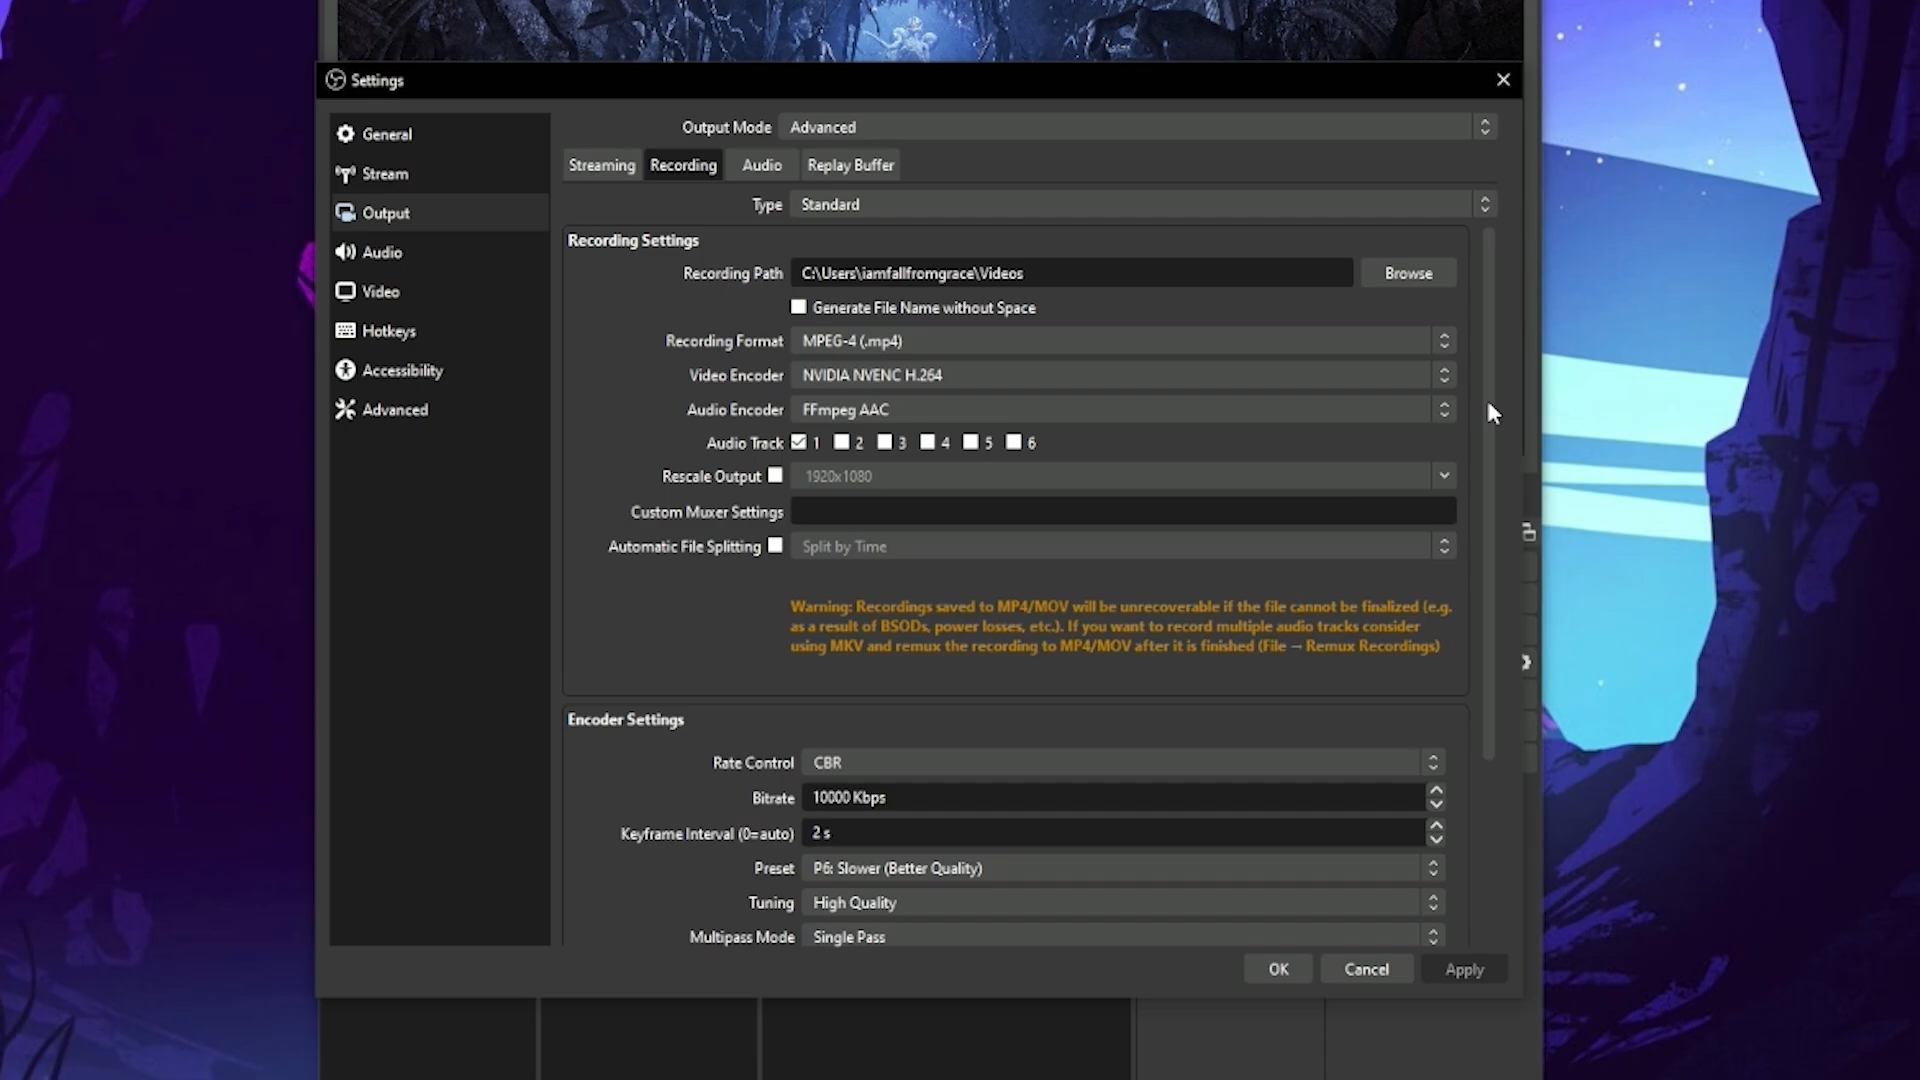 Settings
General
Stream
Output
Audio
Video
Hotkeys
Accessibility
Advanced
Output Mode Advanced
Streaming Recording Audio Replay Buffer
Type Standard
Recording Settings
Recording Path C:\Users\iamfallfromgrace\Videos Browse
Generate File Name without Space
Recording Format MPEG-4 (.mp4)
Video Encoder NVIDIA NVENC H.264
Audio Encoder FFmpeg AAC
Audio Track 1 2 3 4 5 6
Rescale Output 1920x1080
Custom Muxer Settings
Automatic File Splitting Split by Time
Warning: Recordings saved to MP4/MOV will be unrecoverable if the file cannot be finalized (e.g.
as a result of BSODs, power losses, etc.). If you want to record multiple audio tracks consider
using MKV and remux the recording to MP4/MOV after it is finished (File → Remux Recordings)
Encoder Settings
Rate Control CBR
Bitrate 10000 Kbps
Keyframe Interval (0=auto) 2 s
Preset P6: Slower (Better Quality)
Tuning High Quality
Multipass Mode Single Pass
OK Cancel Apply